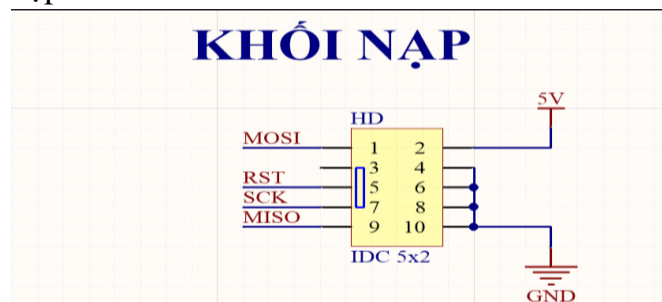 KHỐI NẠP
5V
HD
MOSI
1 2
3 4
RST
5 6
SCK
7 8
MISO
9 10
IDC 5x2
GND